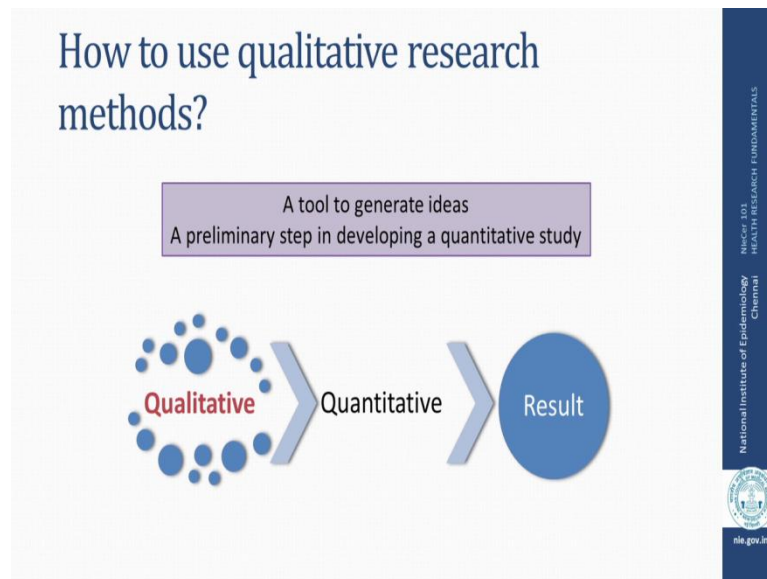 How to use qualitative research
methods?
A tool to generate ideas
A preliminary step in developing a quantitative study
Qualitative
Quantitative
Result
NIeCer 101
HEALTH RESEARCH FUNDAMENTALS
National Institute of Epidemiology
Chennai
nie.gov.in